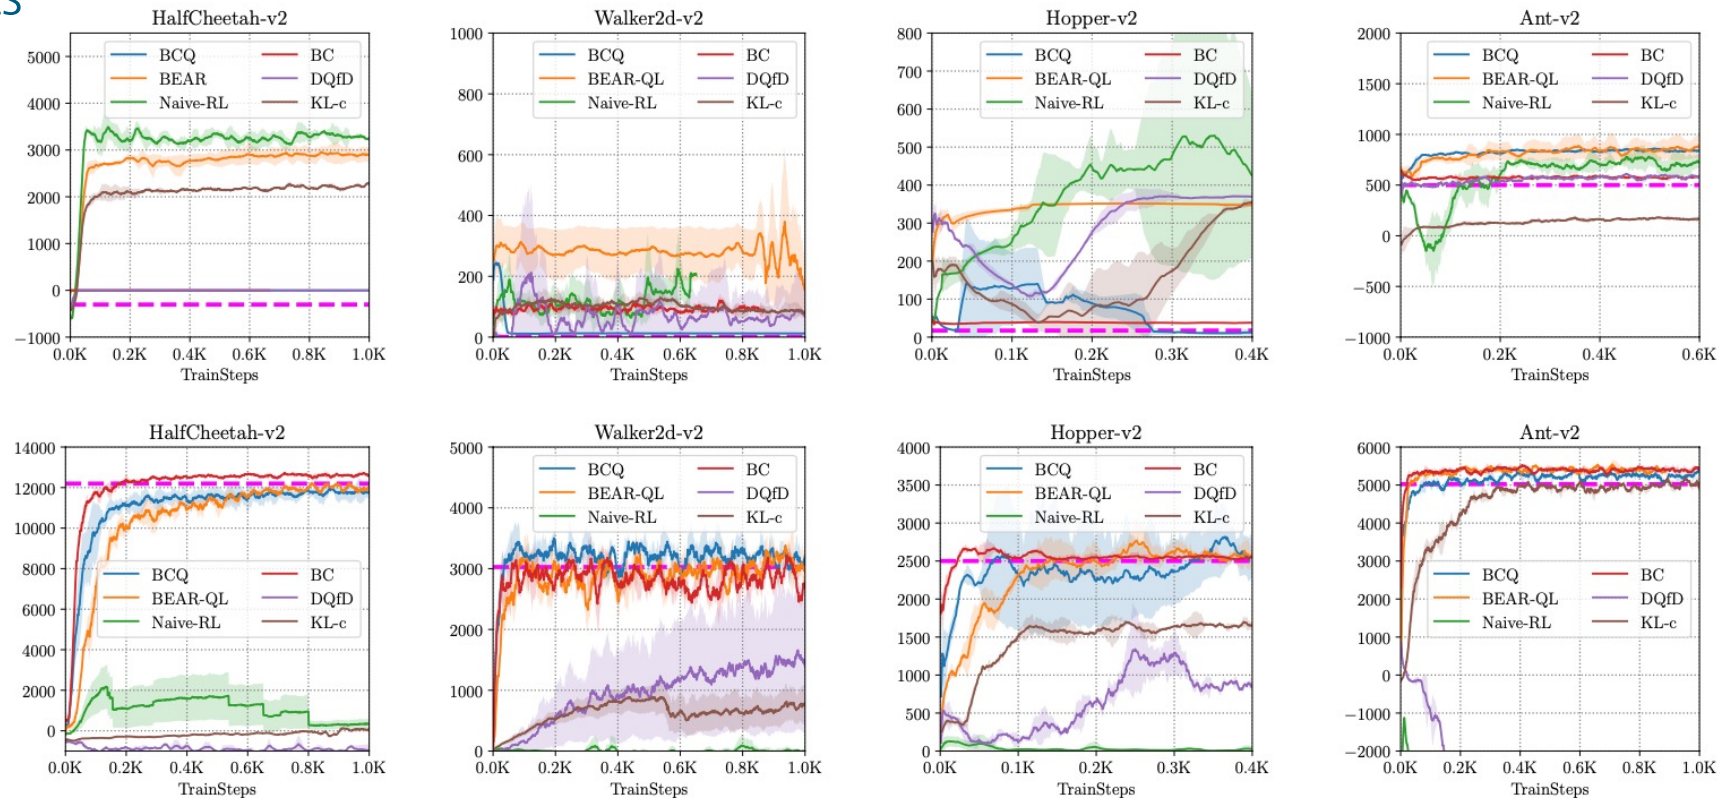 HalfCheetah-v2
5000
4000
3000
2000
1000
0
−1000
BCQ BC
BEAR DQfD
Naive-RL KL-c
0.0K 0.2K 0.4K 0.6K 0.8K 1.0K
TrainSteps
Walker2d-v2
1000
800
600
400
200
0
BCQ BC
BEAR-QL DQfD
Naive-RL KL-c
0.0K 0.2K 0.4K 0.6K 0.8K 1.0K
TrainSteps
Hopper-v2
800
700
600
500
400
300
200
100
0
BCQ BC
BEAR-QL DQfD
Naive-RL KL-c
0.0K 0.1K 0.2K 0.3K 0.4K
TrainSteps
Ant-v2
2000
1500
1000
500
0
−500
−1000
BCQ BC
BEAR-QL DQfD
Naive-RL KL-c
0.0K 0.2K 0.4K 0.6K
TrainSteps
HalfCheetah-v2
14000
12000
10000
8000
6000
4000
2000
0
BCQ BC
BEAR-QL DQfD
Naive-RL KL-c
0.0K 0.2K 0.4K 0.6K 0.8K 1.0K
TrainSteps
Walker2d-v2
5000
4000
3000
2000
1000
0
BCQ BC
BEAR-QL DQfD
Naive-RL KL-c
0.0K 0.2K 0.4K 0.6K 0.8K 1.0K
TrainSteps
Hopper-v2
4000
3500
3000
2500
2000
1500
1000
500
0
BCQ BC
BEAR-QL DQfD
Naive-RL KL-c
0.0K 0.1K 0.2K 0.3K 0.4K
TrainSteps
Ant-v2
6000
5000
4000
3000
2000
1000
0
−1000
−2000
BCQ BC
BEAR-QL DQfD
Naive-RL KL-c
0.0K 0.2K 0.4K 0.6K 0.8K 1.0K
TrainSteps